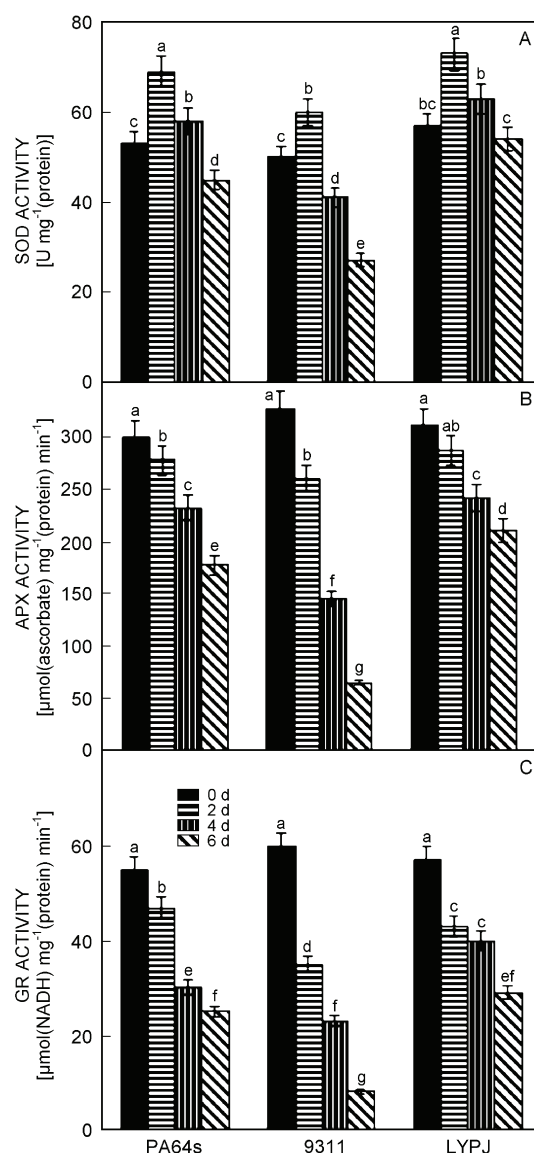 A
SOD ACTIVITY
[U mg⁻¹(protein)]
80
60
40
20
0
c
a
b
d
c
b
d
e
bc
a
b
c
B
APX ACTIVITY
[µmol(ascorbate) mg⁻¹(protein) min⁻¹]
300
250
200
150
100
50
0
a
b
c
e
a
b
f
g
a
ab
c
d
C
GR ACTIVITY
[µmol(NADH) mg⁻¹(protein) min⁻¹]
60
40
20
0
0 d
2 d
4 d
6 d
a
b
e
f
a
d
f
g
a
c
c
ef
PA64s
9311
LYPJ